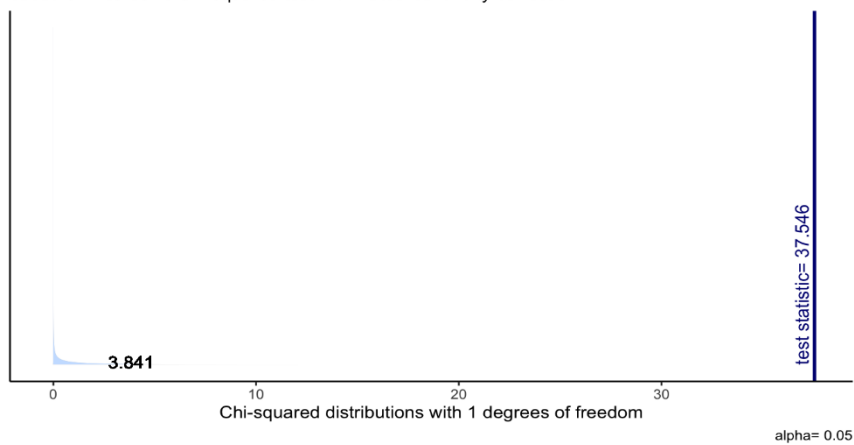 test statistic= 37.546
3.841
0 10 20 30
Chi-squared distributions with 1 degrees of freedom
alpha= 0.05